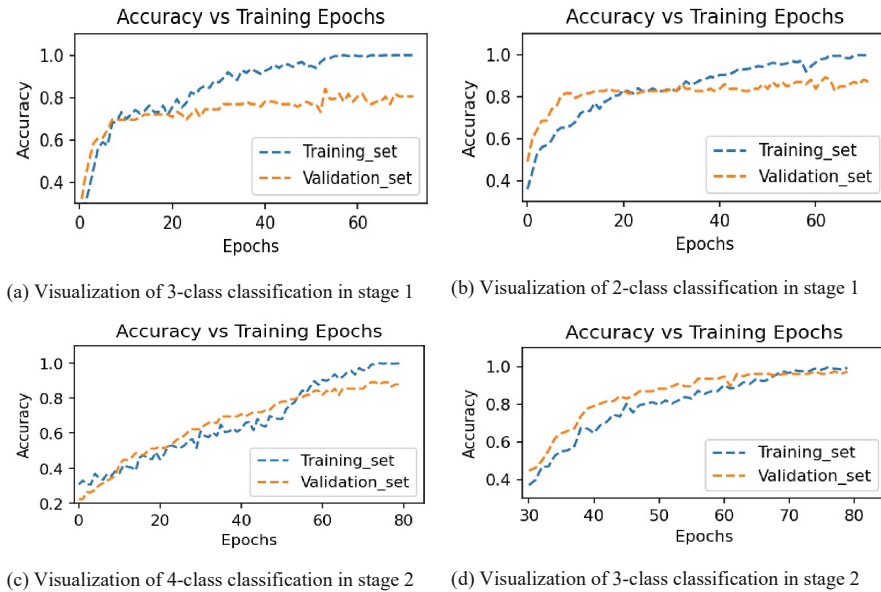 Accuracy vs Training Epochs
Accuracy
1.0
0.8
0.6
0.4
0 20 40 60
Epochs
Training_set
Validation_set
(a) Visualization of 3-class classification in stage 1
Accuracy vs Training Epochs
Accuracy
1.0
0.8
0.6
0.4
0 20 40 60
Epochs
Training_set
Validation_set
(b) Visualization of 2-class classification in stage 1
Accuracy vs Training Epochs
Accuracy
1.0
0.8
0.6
0.4
0.2
0 20 40 60 80
Epochs
Training_set
Validation_set
(c) Visualization of 4-class classification in stage 2
Accuracy vs Training Epochs
Accuracy
1.0
0.8
0.6
0.4
30 40 50 60 70 80
Epochs
Training_set
Validation_set
(d) Visualization of 3-class classification in stage 2